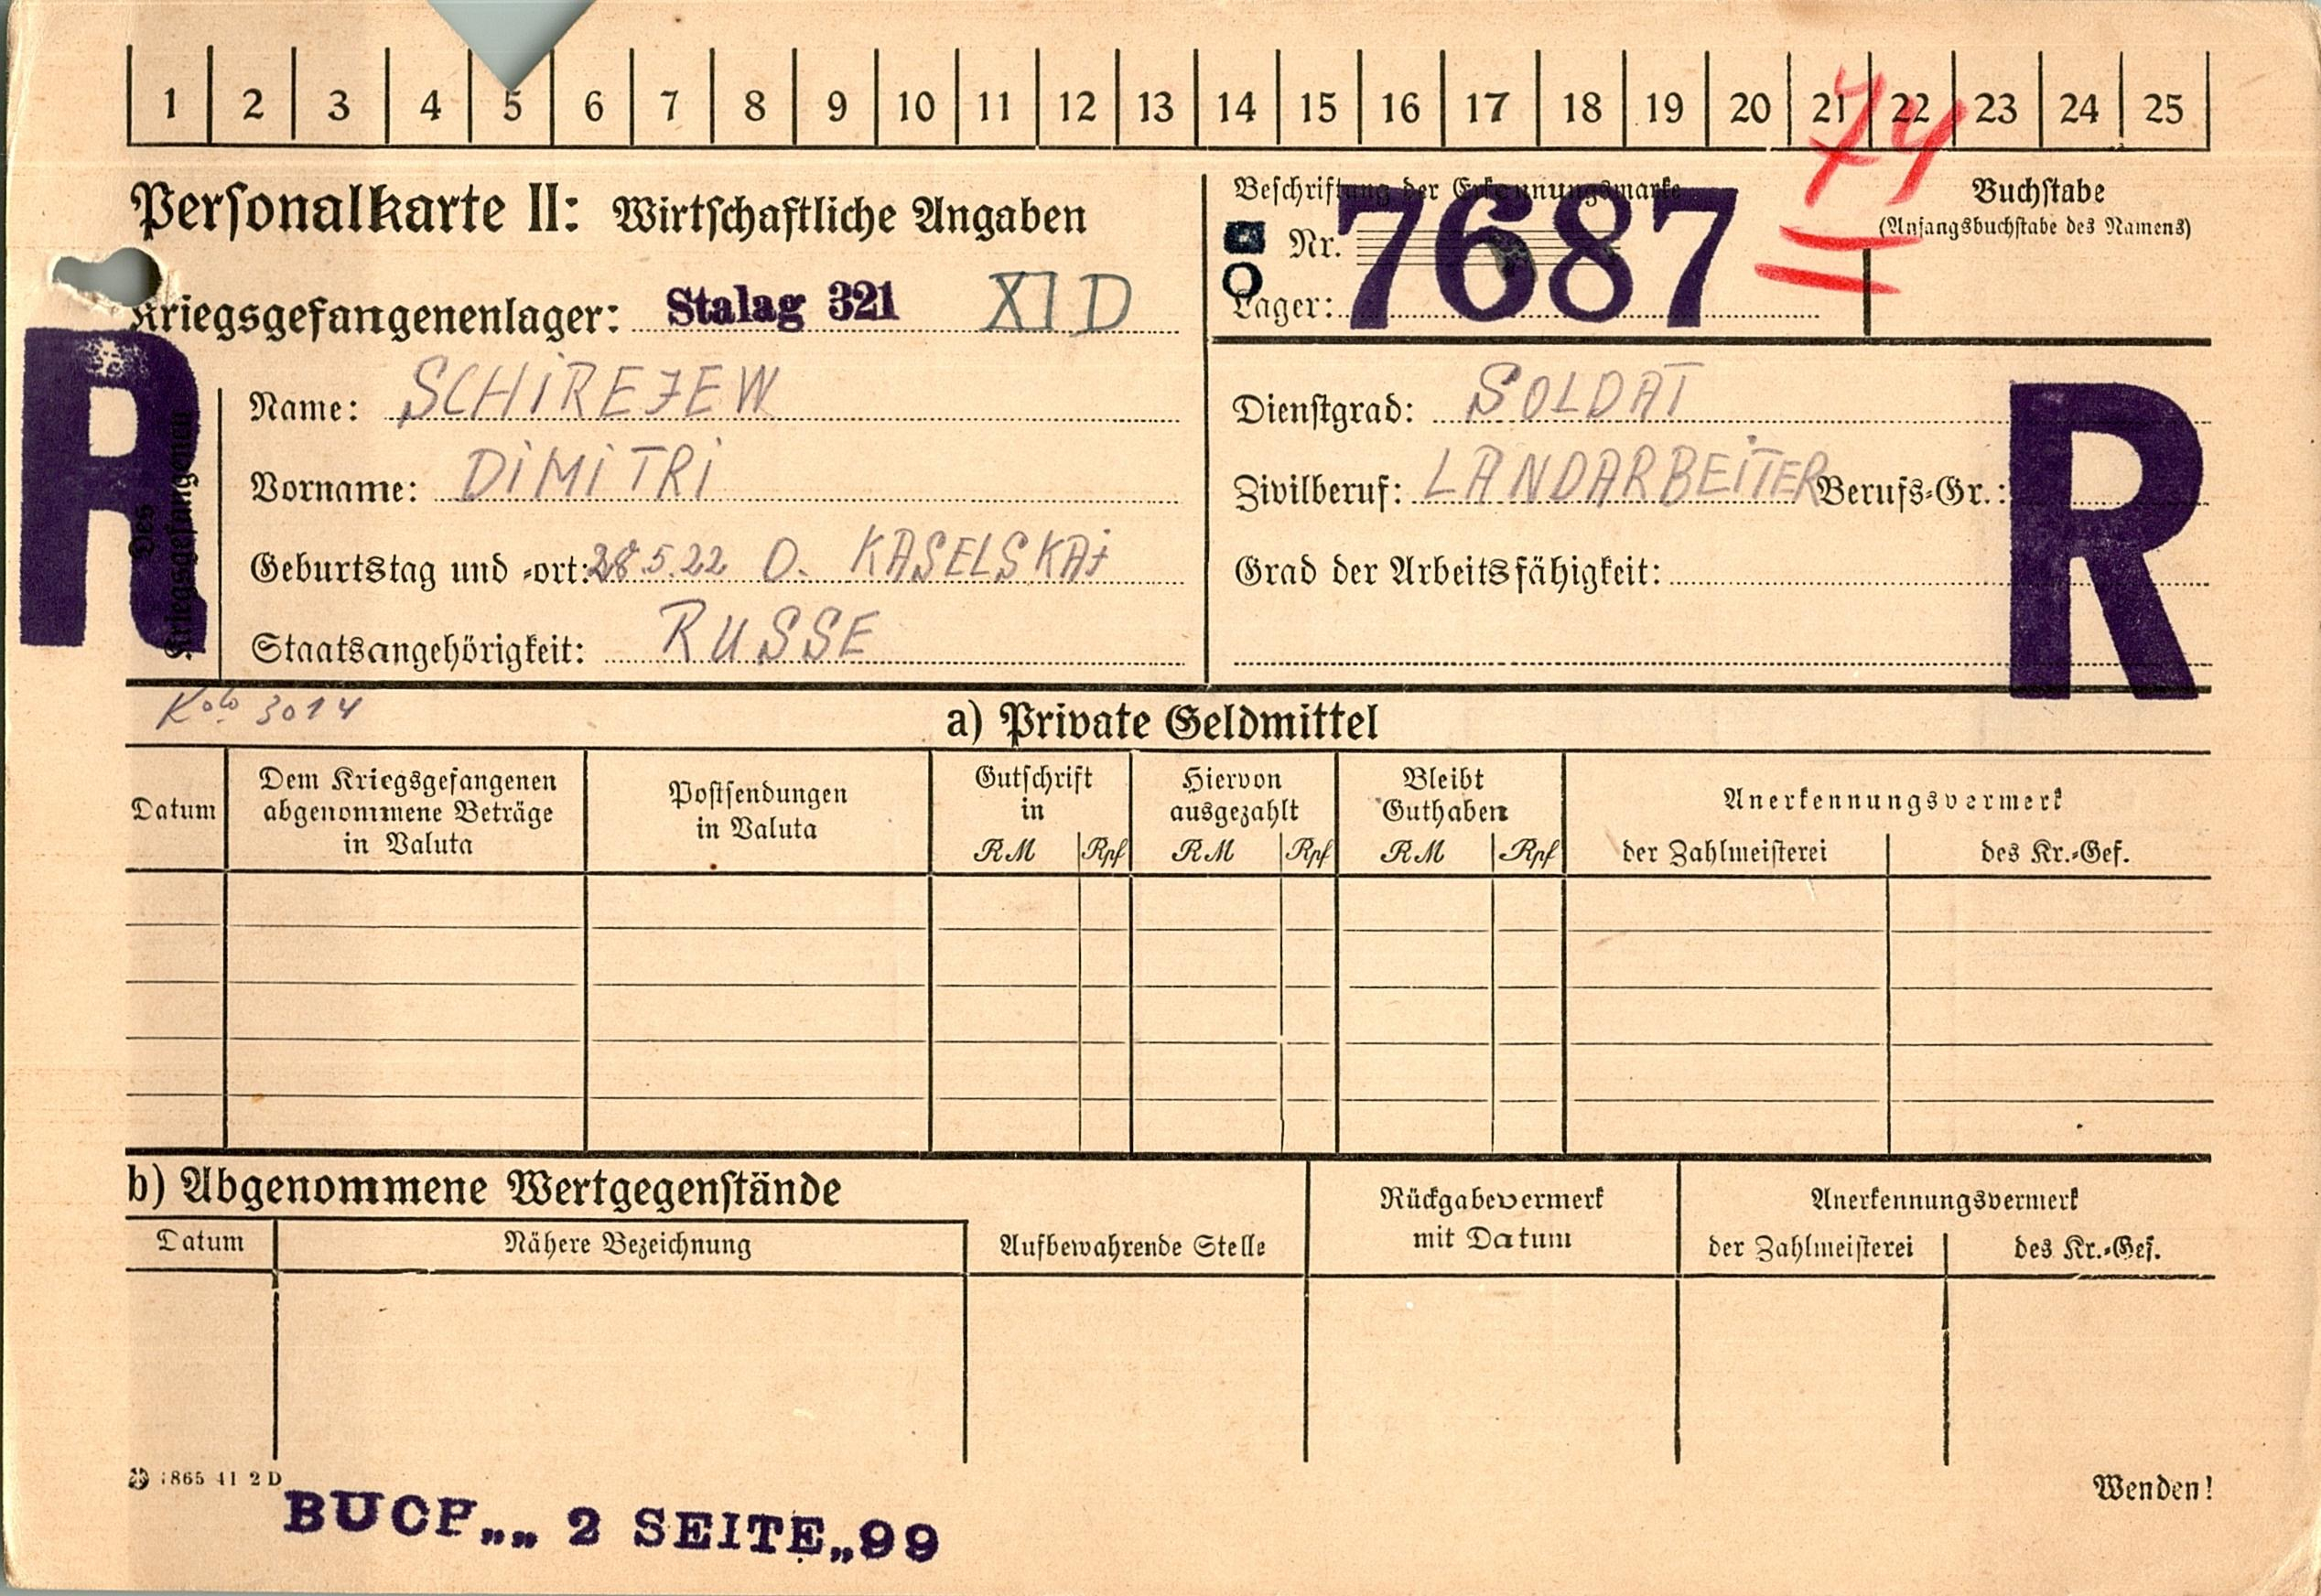 1 2 3 4 5 6 7 8 9 10 11 12 13 14 15 16 17 18 19 20 21 22 23 24 25
74
Personalkarte II: Wirtschaftliche Angaben
Kriegsgefangenenlager: Stalag 321 XI D
Beschriftung der Erkennungsmarke
Nr. 7687
Lager:
Buchstabe
(Anfangsbuchstabe des Namens)
R
Des Kriegsgefangenen
Name: SCHIREJEW
Vorname: DIMITRI
Geburtstag und -ort: 28.5.22 O. KASELSKAJ
Staatsangehörigkeit: RUSSE
Dienstgrad: SOLDAT
Zivilberuf: LANDARBEITER Berufs-Gr.:
Grad der Arbeitsfähigkeit:
R
3014
a) Private Geldmittel
Datum
Dem Kriegsgefangenen abgenommene Beträge in Valuta
Postsendungen in Valuta
Gutschrift in RM Rpf
Hiervon ausgezahlt RM Rpf
Bleibt Guthaben RM Rpf
Anerkennungsvermerk
der Zahlmeisterei des Kr.-Gef.
b) Abgenommene Wertgegenstände
Datum
Nähere Bezeichnung
Aufbewahrende Stelle
Rückgabevermerk mit Datum
Anerkennungsvermerk
der Zahlmeisterei des Kr.-Gef.
865 41 2 D
Wenden!
BUCP„„ 2 SEITE„99